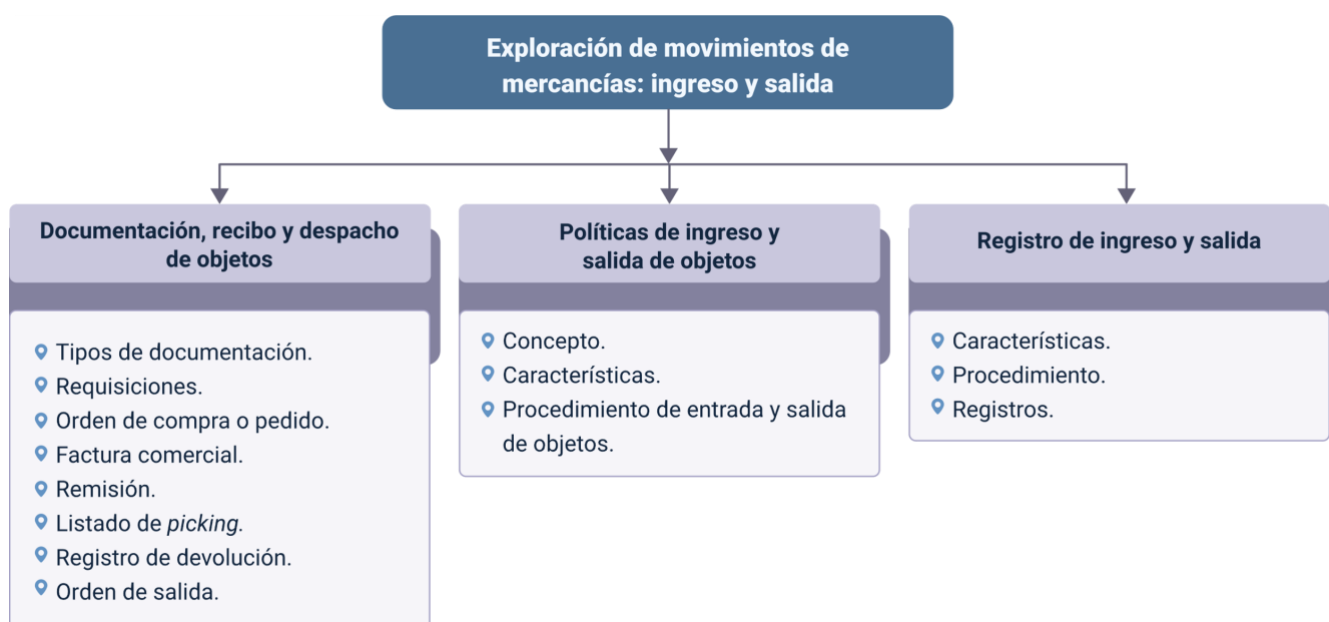 Exploración de movimientos de
mercancías: ingreso y salida
Documentación, recibo y despacho
de objetos
Tipos de documentación.
Requisiciones.
Orden de compra o pedido.
Factura comercial.
Remisión.
Listado de picking.
Registro de devolución.
Orden de salida.
Políticas de ingreso y
salida de objetos
Concepto.
Características.
Procedimiento de entrada y salida
de objetos.
Registro de ingreso y salida
Características.
Procedimiento.
Registros.